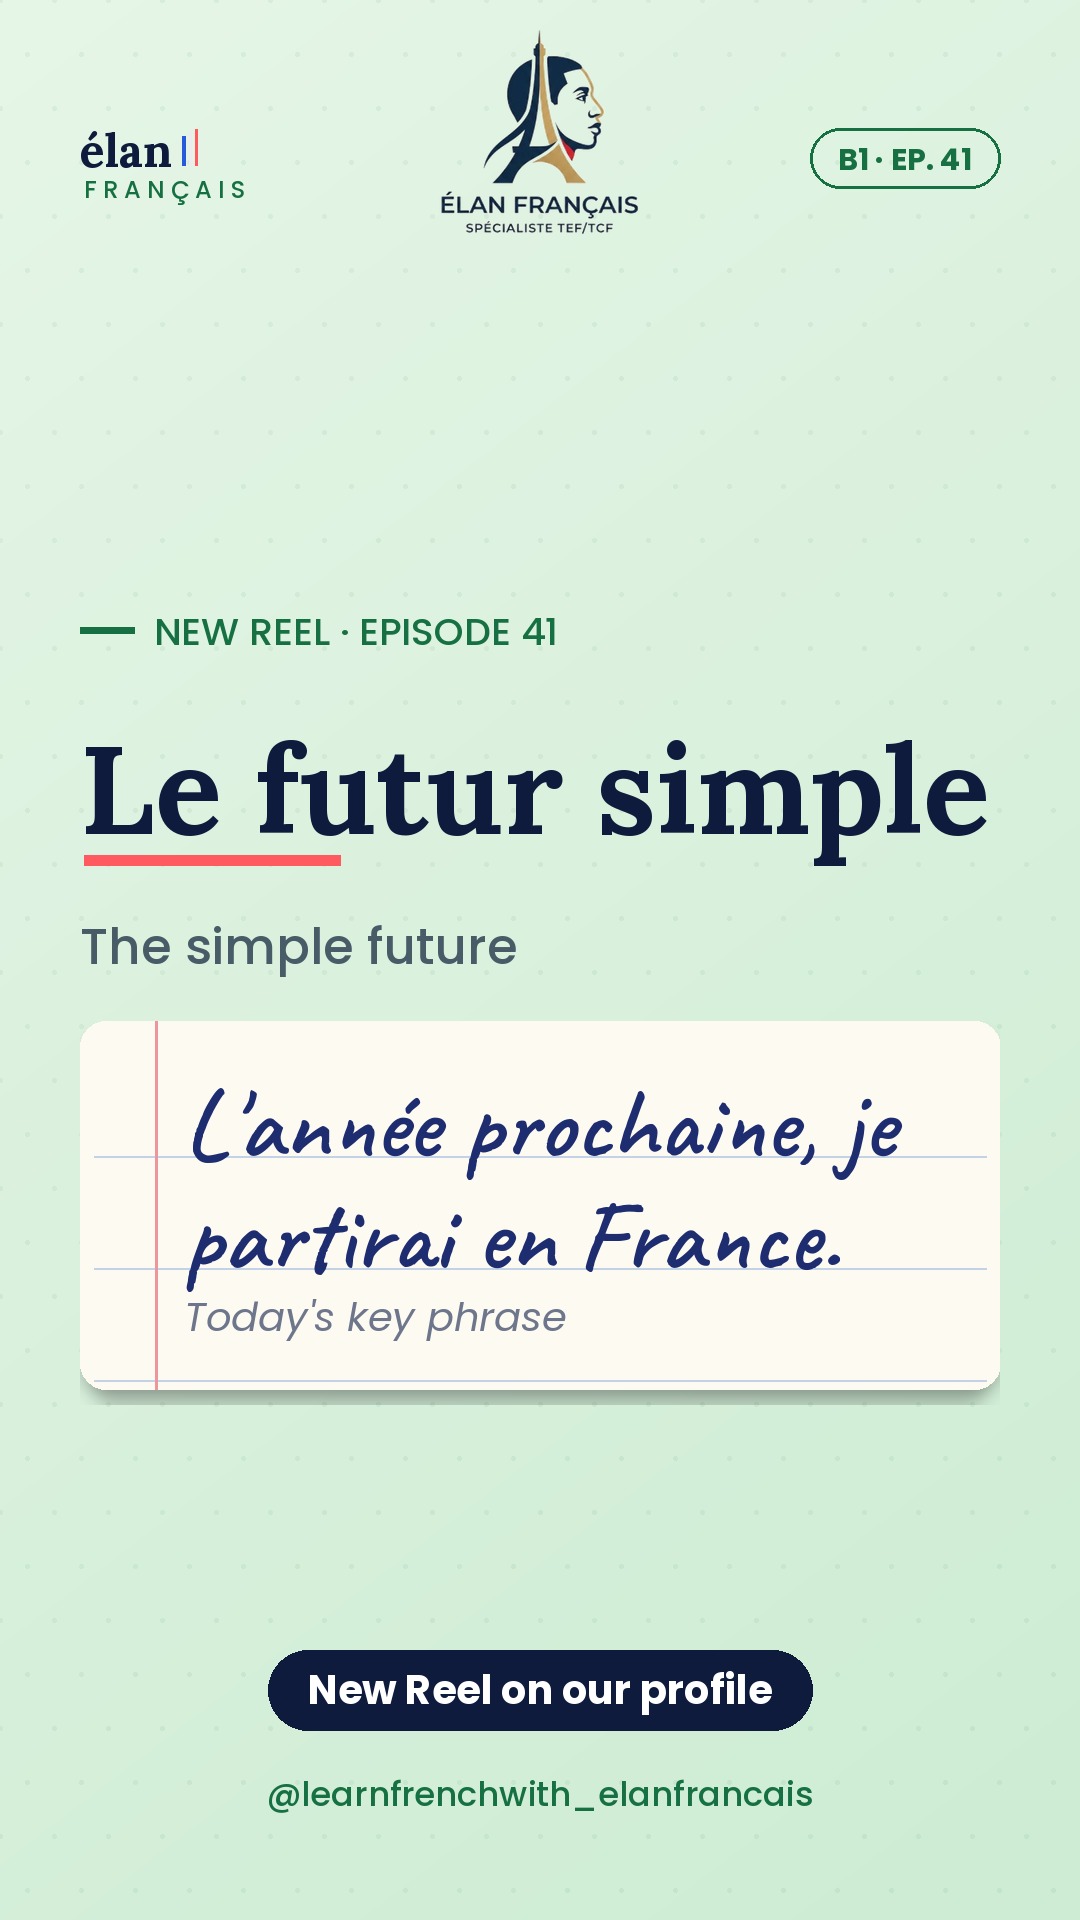 élan
FRANÇAIS
ÉLAN FRANÇAIS
SPÉCIALISTE TEF/TCF
B1 · EP. 41
NEW REEL · EPISODE 41
Le futur simple
The simple future
L'année prochaine, je
partirai en France.
Today's key phrase
New Reel on our profile
@learnfrenchwith_elanfrancais